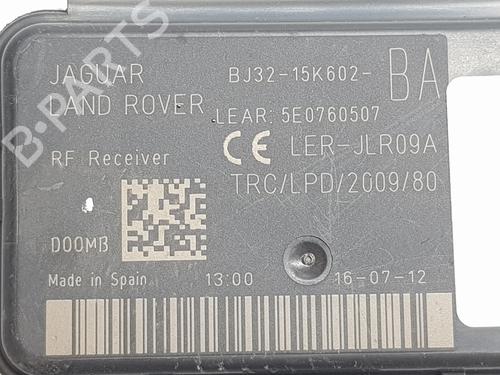 JAGUAR
LAND ROVER
BJ32-15K602-BA
LEAR: 5E0760507
RF Receiver
CE LER-JLR09A
TRC/LPD/2009/80
D00MB
Made in Spain 13:00 16-07-12
B-PARTS